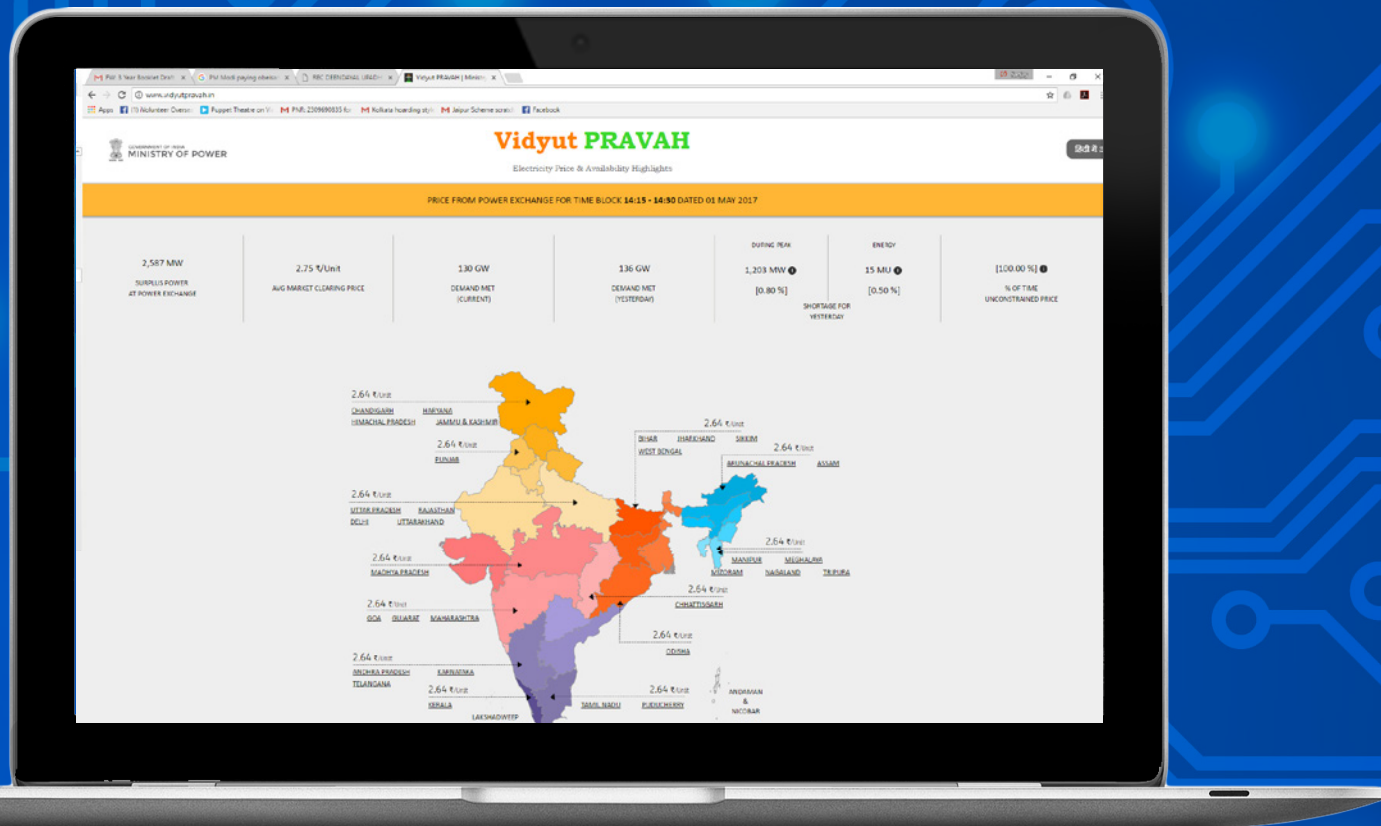 www.vidyutpravah.in
Apps
Facebook
GOVERNMENT OF INDIA
MINISTRY OF POWER
Vidyut PRAVAH
Electricity Price & Availability Highlights
हिंदी में
PRICE FROM POWER EXCHANGE FOR TIME BLOCK 14:15 - 14:30 DATED 01 MAY 2017
2,587 MW
SURPLUS POWER
AT POWER EXCHANGE
2.75 ₹/Unit
AVG MARKET CLEARING PRICE
130 GW
DEMAND MET
(CURRENT)
136 GW
DEMAND MET
(YESTERDAY)
DURING PEAK
1,203 MW
[0.80 %]
ENERGY
15 MU
[0.50 %]
SHORTAGE FOR
YESTERDAY
[100.00 %]
% OF TIME
UNCONSTRAINED PRICE
2.64 ₹/Unit
CHANDIGARH HARYANA
HIMACHAL PRADESH JAMMU & KASHMIR
2.64 ₹/Unit
PUNJAB
2.64 ₹/Unit
BIHAR JHARKHAND SIKKIM
WEST BENGAL
2.64 ₹/Unit
ARUNACHAL PRADESH ASSAM
2.64 ₹/Unit
UTTAR PRADESH RAJASTHAN
DELHI UTTARAKHAND
2.64 ₹/Unit
MANIPUR MEGHALAYA
MIZORAM NAGALAND TRIPURA
2.64 ₹/Unit
MADHYA PRADESH
2.64 ₹/Unit
CHHATTISGARH
2.64 ₹/Unit
GOA GUJARAT MAHARASHTRA
2.64 ₹/Unit
ODISHA
2.64 ₹/Unit
ANDHRA PRADESH KARNATAKA
TELANGANA
2.64 ₹/Unit
KERALA
LAKSHADWEEP
2.64 ₹/Unit
TAMIL NADU PUDUCHERRY
ANDAMAN
&
NICOBAR